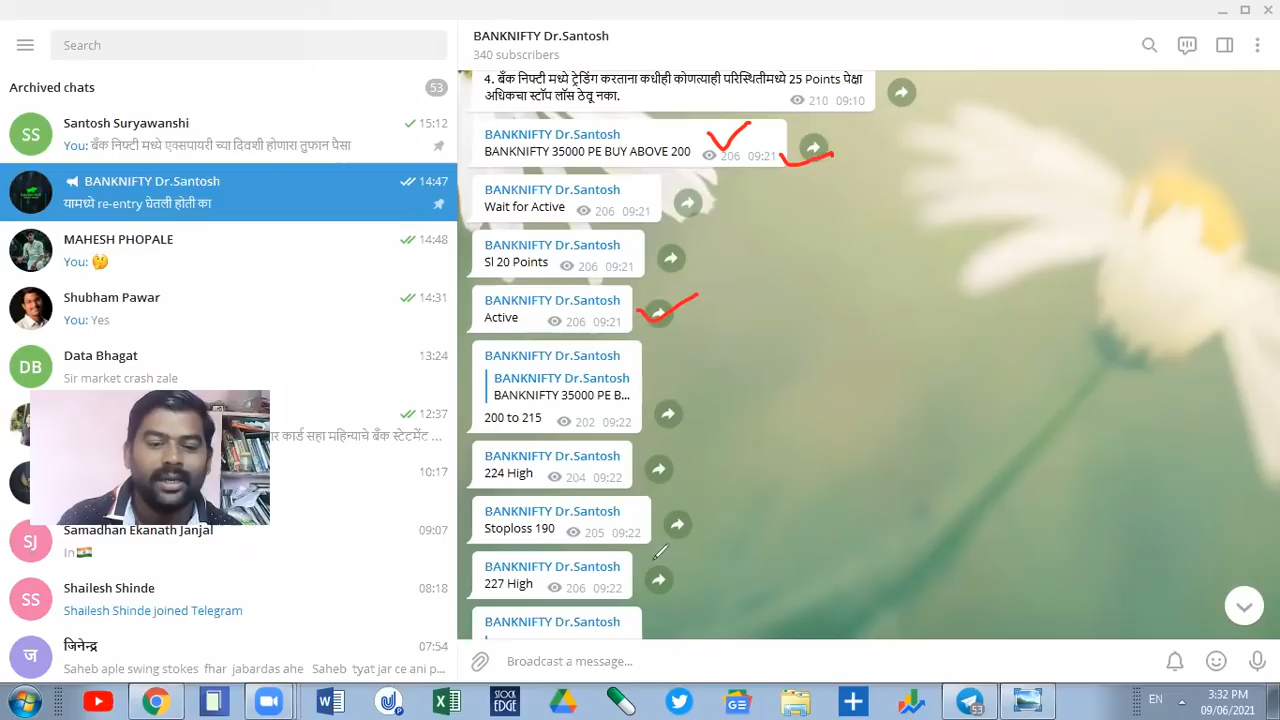 Search
Archived chats
53
SS
Santosh Suryawanshi
15:12
You: बँक निफ्टी मध्ये एक्सपायरी च्या दिवशी होणारा तुफान पैसा
BANKNIFTY Dr.Santosh
14:47
यामध्ये re-entry घेतली होती का
MAHESH PHOPALE
14:48
You: 🤔
Shubham Pawar
14:31
You: Yes
DB
Data Bhagat
13:24
Sir market crash zale
12:37
कार्ड सहा महिन्याचे बँक स्टेटमेंट ...
10:17
SJ
Samadhan Ekanath Janjal
09:07
In🇮🇳
SS
Shailesh Shinde
08:18
Shailesh Shinde joined Telegram
ज
जिनेन्द्र
07:54
Saheb aple swing stokes fhar jabardas ahe Saheb tyat jar ce ani p...
BANKNIFTY Dr.Santosh
340 subscribers
4. बँक निफ्टी मध्ये ट्रेडिंग करताना कधीही कोणत्याही परिस्थितीमध्ये 25 Points पेक्षा
अधिकचा स्टॉप लॉस ठेवू नका.
210 09:10
BANKNIFTY Dr.Santosh
BANKNIFTY 35000 PE BUY ABOVE 200
206 09:21
BANKNIFTY Dr.Santosh
Wait for Active
206 09:21
BANKNIFTY Dr.Santosh
Sl 20 Points
206 09:21
BANKNIFTY Dr.Santosh
Active
206 09:21
BANKNIFTY Dr.Santosh
BANKNIFTY Dr.Santosh
BANKNIFTY 35000 PE B...
200 to 215
202 09:22
BANKNIFTY Dr.Santosh
224 High
204 09:22
BANKNIFTY Dr.Santosh
Stoploss 190
205 09:22
BANKNIFTY Dr.Santosh
227 High
206 09:22
BANKNIFTY Dr.Santosh
Broadcast a message...
STOCK
EDGE
53
EN
3:32 PM
09/06/2021